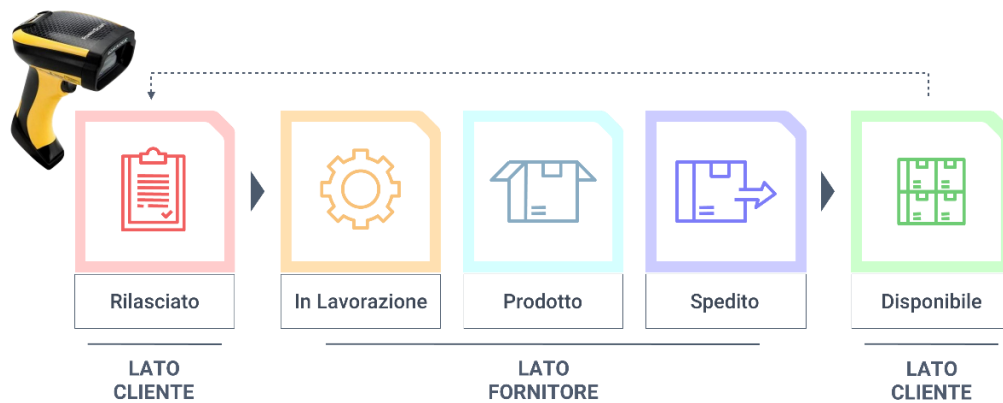 Rilasciato
In Lavorazione
Prodotto
Spedito
Disponibile
LATO
CLIENTE
LATO
FORNITORE
LATO
CLIENTE